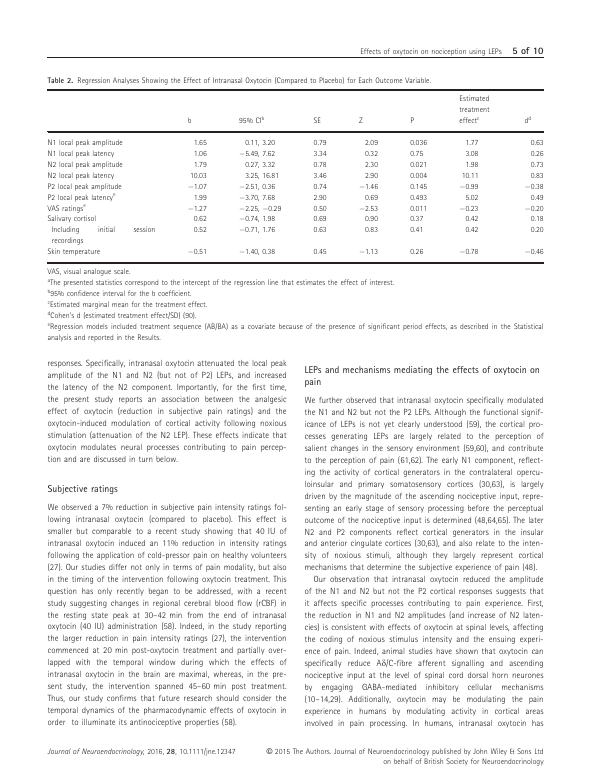 Effects of oxytocin on nociception using LEPs 5 of 10
Table 2. Regression Analyses Showing the Effect of Intranasal Oxytocin (Compared to Placebo) for Each Outcome Variable.
Estimated
treatment
b 95% CIᵇ SE Z P effectᶜ dᵈ
N1 local peak amplitude 1.65 0.11, 3.20 0.79 2.09 0.036 1.77 0.63
N1 local peak latency 1.06 −5.49, 7.62 3.34 0.32 0.75 3.08 0.26
N2 local peak amplitude 1.79 0.27, 3.32 0.78 2.30 0.021 1.98 0.73
N2 local peak latency 10.03 3.25, 16.81 3.46 2.90 0.004 10.11 0.83
P2 local peak amplitude −1.07 −2.51, 0.36 0.74 −1.46 0.145 −0.99 −0.38
P2 local peak latencyᵉ 1.99 −3.70, 7.68 2.90 0.69 0.493 5.02 0.49
VAS ratingsᵉ −1.27 −2.25, −0.29 0.50 −2.53 0.011 −0.23 −0.20
Salivary cortisol 0.62 −0.74, 1.98 0.69 0.90 0.37 0.42 0.18
Including initial session 0.52 −0.71, 1.76 0.63 0.83 0.41 0.42 0.20
recordings
Skin temperature −0.51 −1.40, 0.38 0.45 −1.13 0.26 −0.78 −0.46
VAS, visual analogue scale.
ᵃThe presented statistics correspond to the intercept of the regression line that estimates the effect of interest.
ᵇ95% confidence interval for the b coefficient.
ᶜEstimated marginal mean for the treatment effect.
ᵈCohen's d (estimated treatment effect/SD) (90).
ᵉRegression models included treatment sequence (AB/BA) as a covariate because of the presence of significant period effects, as described in the Statistical
analysis and reported in the Results.
responses. Specifically, intranasal oxytocin attenuated the local peak
amplitude of the N1 and N2 (but not of P2) LEPs, and increased
the latency of the N2 component. Importantly, for the first time,
the present study reports an association between the analgesic
effect of oxytocin (reduction in subjective pain ratings) and the
oxytocin-induced modulation of cortical activity following noxious
stimulation (attenuation of the N2 LEP). These effects indicate that
oxytocin modulates neural processes contributing to pain percep-
tion and are discussed in turn below.
Subjective ratings
We observed a 7% reduction in subjective pain intensity ratings fol-
lowing intranasal oxytocin (compared to placebo). This effect is
smaller but comparable to a recent study showing that 40 IU of
intranasal oxytocin induced an 11% reduction in intensity ratings
following the application of cold-pressor pain on healthy volunteers
(27). Our studies differ not only in terms of pain modality, but also
in the timing of the intervention following oxytocin treatment. This
question has only recently began to be addressed, with a recent
study suggesting changes in regional cerebral blood flow (rCBF) in
the resting state peak at 30–42 min from the end of intranasal
oxytocin (40 IU) administration (58). Indeed, in the study reporting
the larger reduction in pain intensity ratings (27), the intervention
commenced at 20 min post-oxytocin treatment and partially over-
lapped with the temporal window during which the effects of
intranasal oxytocin in the brain are maximal, whereas, in the pre-
sent study, the intervention spanned 45–60 min post treatment.
Thus, our study confirms that future research should consider the
temporal dynamics of the pharmacodynamic effects of oxytocin in
order to illuminate its antinociceptive properties (58).
LEPs and mechanisms mediating the effects of oxytocin on
pain
We further observed that intranasal oxytocin specifically modulated
the N1 and N2 but not the P2 LEPs. Although the functional signif-
icance of LEPs is not yet clearly understood (59), the cortical pro-
cesses generating LEPs are largely related to the perception of
salient changes in the sensory environment (59,60), and contribute
to the perception of pain (61,62). The early N1 component, reflect-
ing the activity of cortical generators in the contralateral opercu-
loinsular and primary somatosensory cortices (30,63), is largely
driven by the magnitude of the ascending nociceptive input, repre-
senting an early stage of sensory processing before the perceptual
outcome of the nociceptive input is determined (48,64,65). The later
N2 and P2 components reflect cortical generators in the insular
and anterior cingulate cortices (30,63), and also relate to the inten-
sity of noxious stimuli, although they largely represent cortical
mechanisms that determine the subjective experience of pain (48).
Our observation that intranasal oxytocin reduced the amplitude
of the N1 and N2 but not the P2 cortical responses suggests that
it affects specific processes contributing to pain experience. First,
the reduction in N1 and N2 amplitudes (and increase of N2 laten-
cies) is consistent with effects of oxytocin at spinal levels, affecting
the coding of noxious stimulus intensity and the ensuing experi-
ence of pain. Indeed, animal studies have shown that oxytocin can
specifically reduce Aδ/C-fibre afferent signalling and ascending
nociceptive input at the level of spinal cord dorsal horn neurones
by engaging GABA-mediated inhibitory cellular mechanisms
(10–14,29). Additionally, oxytocin may be modulating the pain
experience in humans by modulating activity in cortical areas
involved in pain processing. In humans, intranasal oxytocin has
Journal of Neuroendocrinology, 2016, 28, 10.1111/jne.12347
© 2015 The Authors. Journal of Neuroendocrinology published by John Wiley & Sons Ltd
on behalf of British Society for Neuroendocrinology